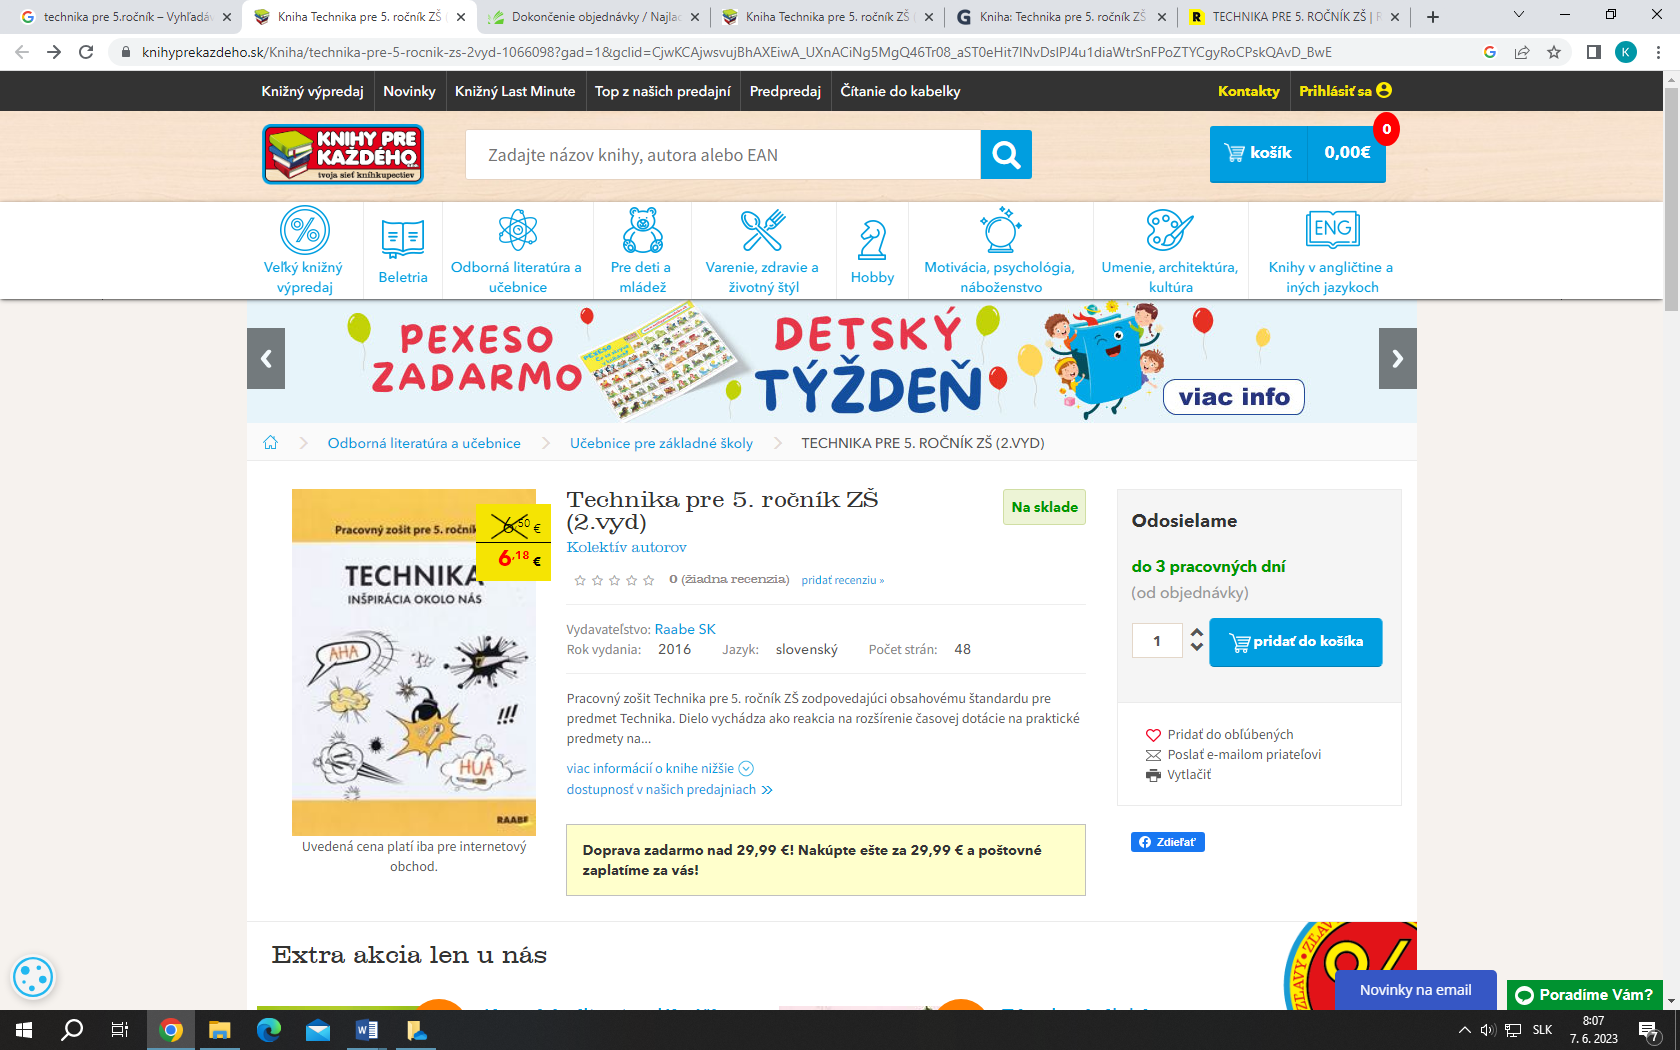 technika pre 5.ročník – Vyhľadáv
Kniha Technika pre 5. ročník ZŠ
Dokončenie objednávky / Najlac
Kniha Technika pre 5. ročník ZŠ
Kniha: Technika pre 5. ročník ZŠ
TECHNIKA PRE 5. ROČNÍK ZŠ | R
knihyprekazdeho.sk/Kniha/technika-pre-5-rocnik-zs-2vyd-1066098?gad=1&gclid=CjwKCAjwsvujBhAXEiwA_UXnACiNg5MgQ46Tr08_aST0eHit7INvDsIPJ4u1diaWtrSnFPoZTYCgyRoCPskQAvD_BwE
K
Knižný výpredaj
Novinky
Knižný Last Minute
Top z našich predajní
Predpredaj
Čítanie do kabelky
Kontakty
Prihlásiť sa
KNIHY PRE
KAŽDÉHO s.r.o.
tvoja sieť kníhkupectiev
Zadajte názov knihy, autora alebo EAN
košík
0,00€
0
Veľký knižný
výpredaj
Beletria
Odborná literatúra a
učebnice
Pre deti a
mládež
Varenie, zdravie a
životný štýl
Hobby
Motivácia, psychológia,
náboženstvo
Umenie, architektúra,
kultúra
ENG
Knihy v angličtine a
iných jazykoch
PEXESO
ZADARMO
PEXESO
DETSKÝ
TÝŽDEŇ
viac info
Odborná literatúra a učebnice
Učebnice pre základné školy
TECHNIKA PRE 5. ROČNÍK ZŠ (2.VYD)
Pracovný zošit pre 5. ročník
6,50 €
6,18 €
TECHNIKA
INŠPIRÁCIA OKOLO NÁS
AHA
!!!
HUÁ
RAABE
Uvedená cena platí iba pre internetový
obchod.
Technika pre 5. ročník ZŠ
(2.vyd)
Na sklade
Kolektív autorov
0 (žiadna recenzia)
pridať recenziu »
Vydavateľstvo: Raabe SK
Rok vydania: 2016 Jazyk: slovenský Počet strán: 48
Pracovný zošit Technika pre 5. ročník ZŠ zodpovedajúci obsahovému štandardu pre
predmet Technika. Dielo vychádza ako reakcia na rozšírenie časovej dotácie na praktické
predmety na...
viac informácií o knihe nižšie
dostupnosť v našich predajniach
Doprava zadarmo nad 29,99 €! Nakúpte ešte za 29,99 € a poštovné
zaplatíme za vás!
Odosielame
do 3 pracovných dní
(od objednávky)
1
pridať do košíka
Pridať do obľúbených
Poslať e-mailom priateľovi
Vytlačiť
Zdieľať
Extra akcia len u nás
ZĽAVY • ZĽAVY
%
Novinky na email
Poradíme Vám?
SLK
8:07
7. 6. 2023
7